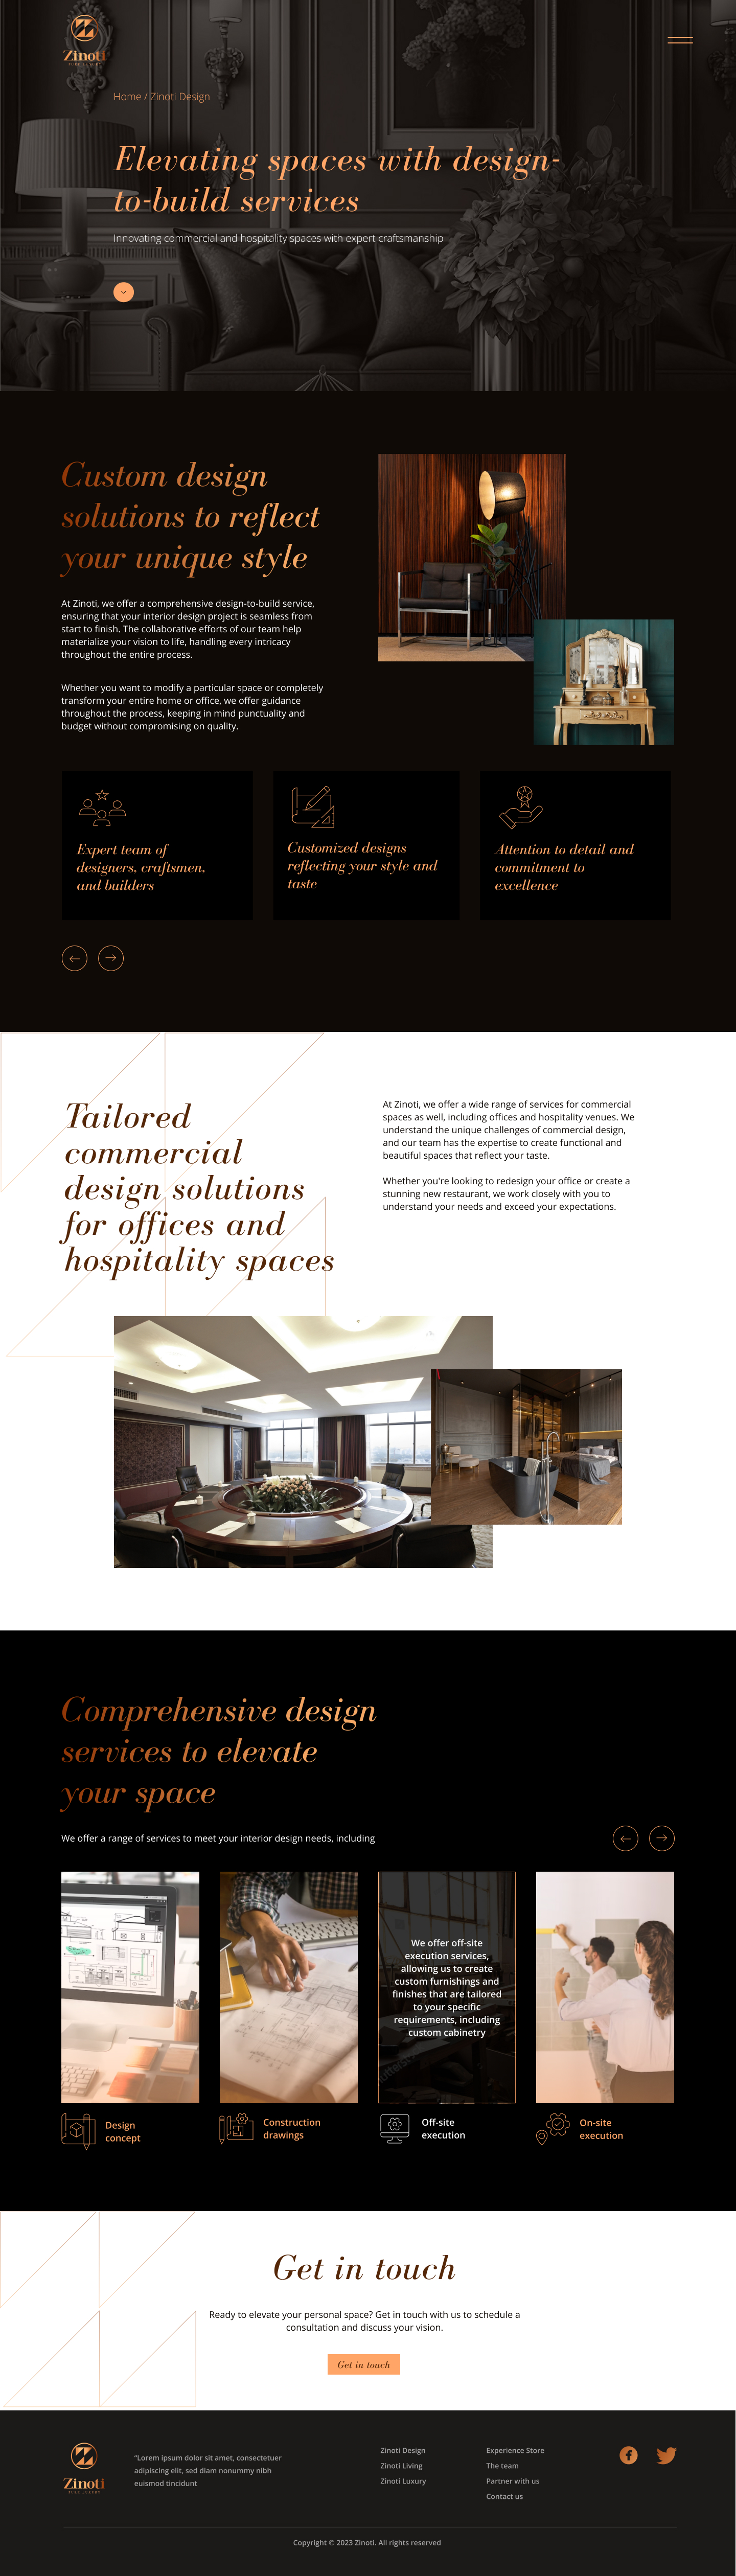 Zinoti
Home / Zinoti Design
Elevating spaces with design-
to-build services
Innovating commercial and hospitality spaces with expert craftsmanship
Custom design
solutions to reflect
your unique style
At Zinoti, we offer a comprehensive design-to-build service,
ensuring that your interior design project is seamless from
start to finish. The collaborative efforts of our team help
materialize your vision to life, handling every intricacy
throughout the entire process.
Whether you want to modify a particular space or completely
transform your entire home or office, we offer guidance
throughout the process, keeping in mind punctuality and
budget without compromising on quality.
Expert team of
designers, craftsmen,
and builders
Customized designs
reflecting your style and
taste
Attention to detail and
commitment to
excellence
Tailored
commercial
design solutions
for offices and
hospitality spaces
At Zinoti, we offer a wide range of services for commercial
spaces as well, including offices and hospitality venues. We
understand the unique challenges of commercial design,
and our team has the expertise to create functional and
beautiful spaces that reflect your taste.
Whether you're looking to redesign your office or create a
stunning new restaurant, we work closely with you to
understand your needs and exceed your expectations.
Comprehensive design
services to elevate
your space
We offer a range of services to meet your interior design needs, including
We offer off-site
execution services,
allowing us to create
custom furnishings and
finishes that are tailored
to your specific
requirements, including
custom cabinetry
Design
concept
Construction
drawings
Off-site
execution
On-site
execution
Get in touch
Ready to elevate your personal space? Get in touch with us to schedule a
consultation and discuss your vision.
Get in touch
Zinoti
"Lorem ipsum dolor sit amet, consectetuer
adipiscing elit, sed diam nonummy nibh
euismod tincidunt
Zinoti Design
Zinoti Living
Zinoti Luxury
Experience Store
The team
Partner with us
Contact us
Copyright © 2023 Zinoti. All rights reserved